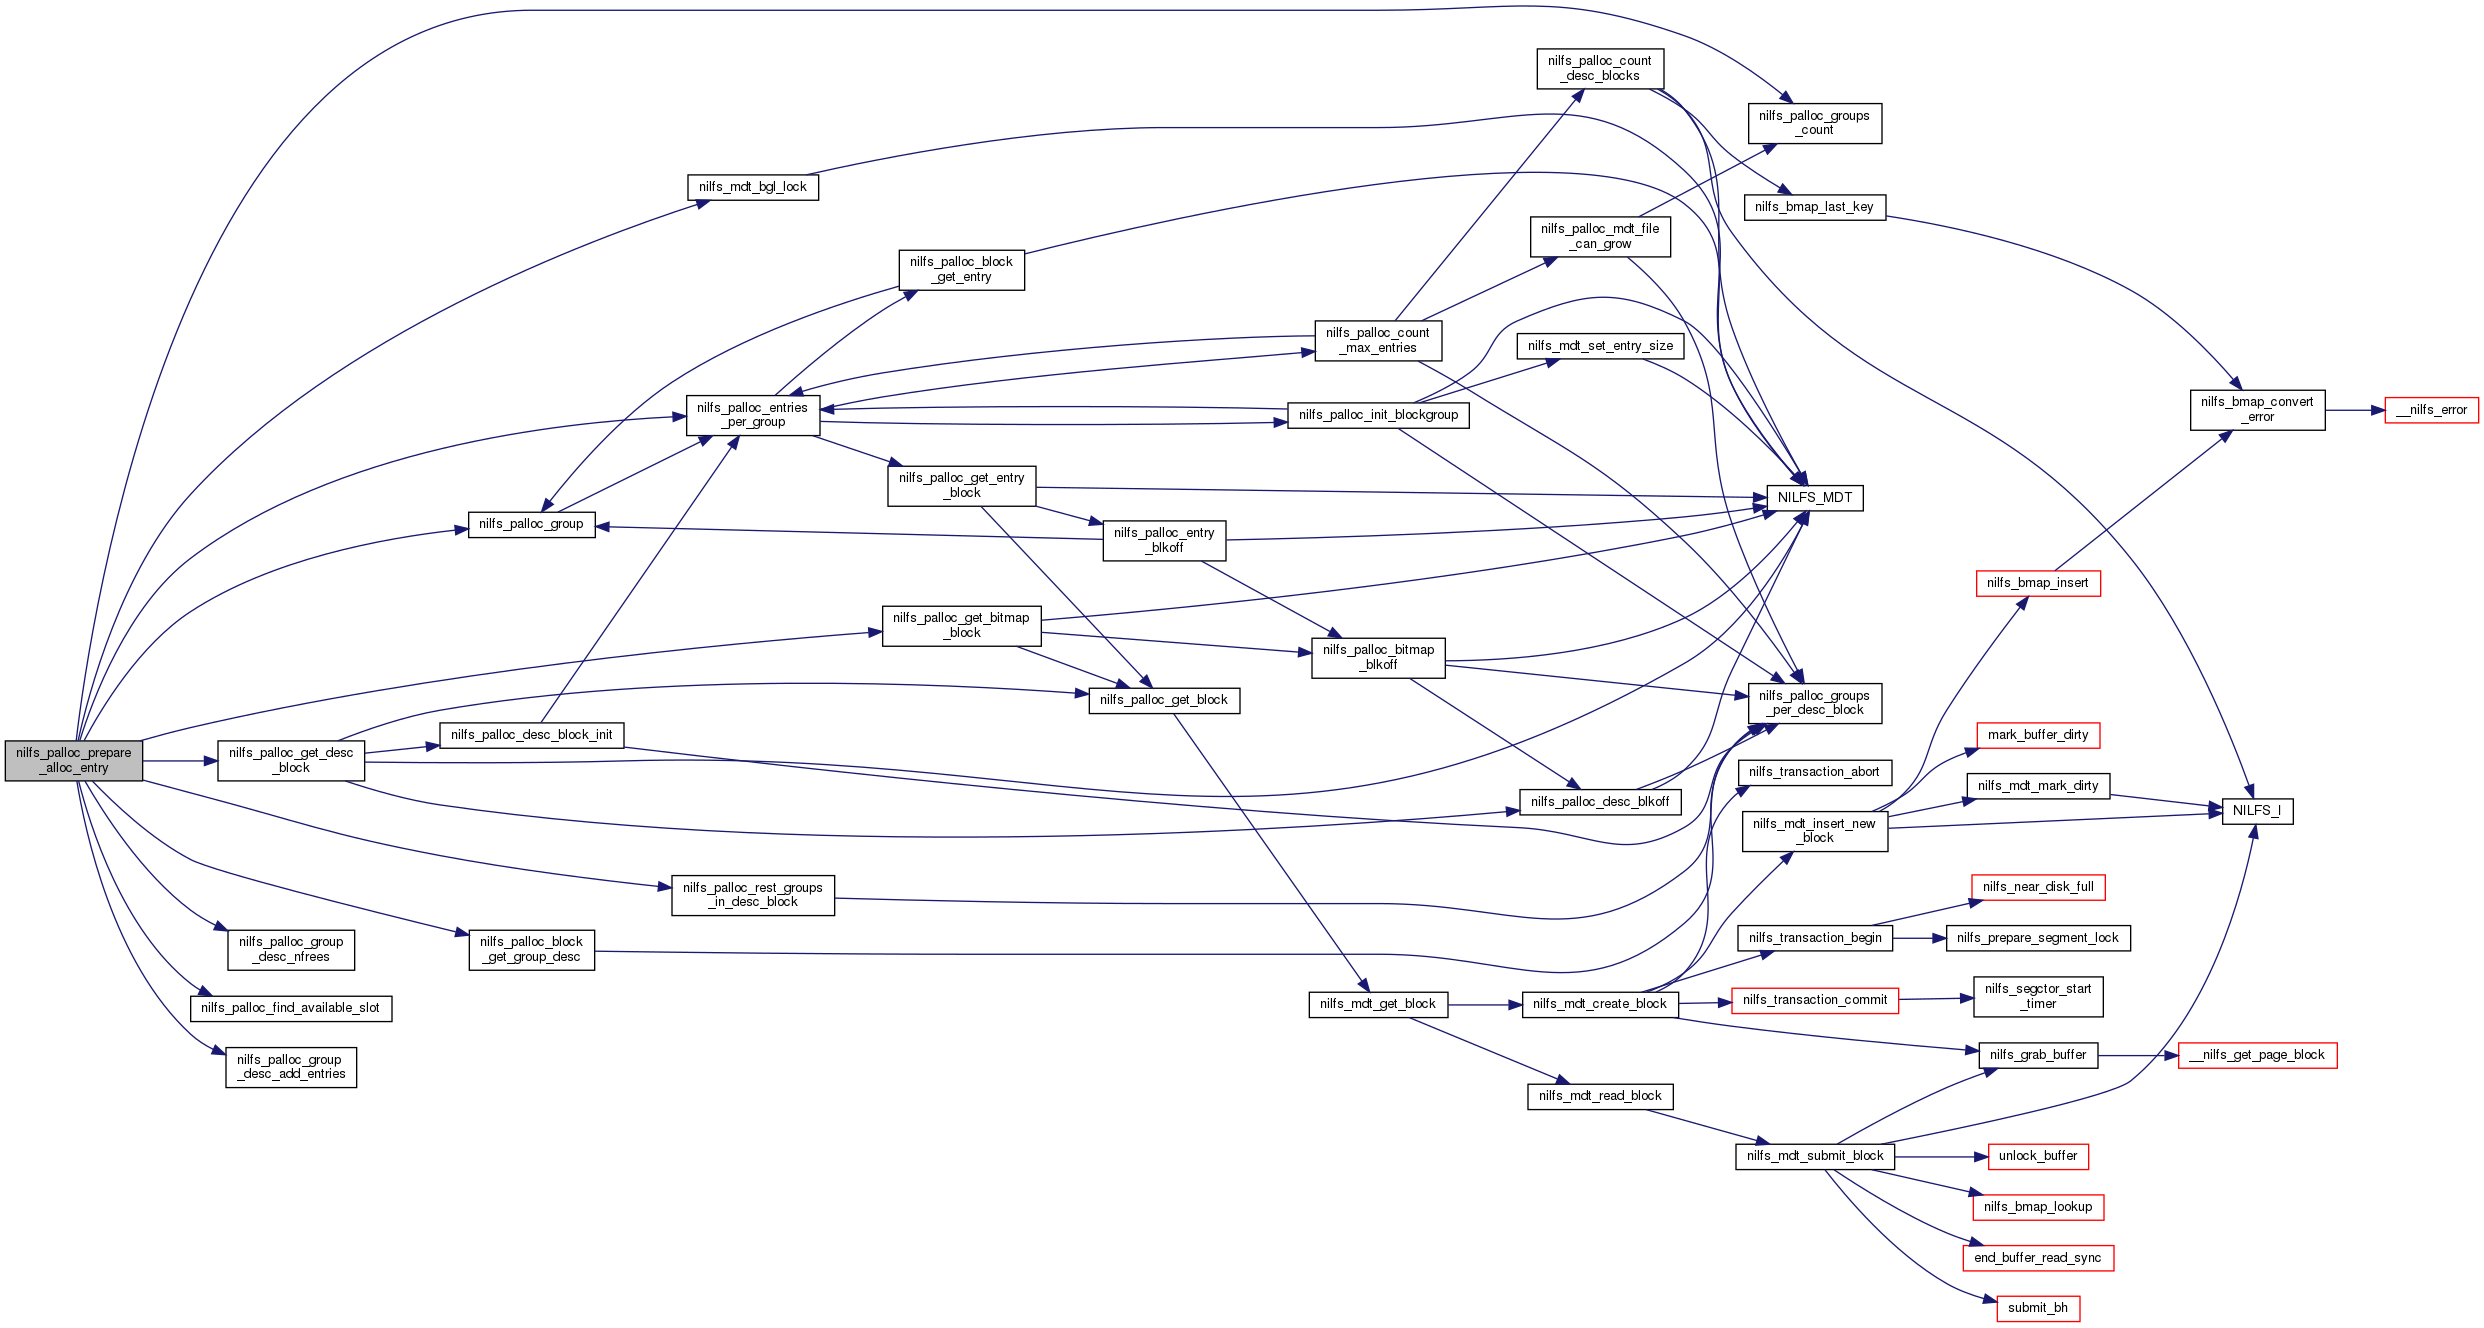 nilfs_palloc_prepare
_alloc_entry
nilfs_palloc_get_desc
_block
nilfs_palloc_group
_desc_nfrees
nilfs_palloc_find_available_slot
nilfs_palloc_group
_desc_add_entries
nilfs_palloc_group
nilfs_palloc_desc_block_init
nilfs_palloc_block
_get_group_desc
nilfs_mdt_bgl_lock
nilfs_palloc_entries
_per_group
nilfs_palloc_rest_groups
_in_desc_block
nilfs_palloc_block
_get_entry
nilfs_palloc_get_entry
_block
nilfs_palloc_get_bitmap
_block
nilfs_palloc_entry
_blkoff
nilfs_palloc_get_block
nilfs_palloc_count
_max_entries
nilfs_palloc_init_blockgroup
nilfs_palloc_bitmap
_blkoff
nilfs_mdt_get_block
nilfs_palloc_count
_desc_blocks
nilfs_palloc_mdt_file
_can_grow
nilfs_mdt_set_entry_size
nilfs_palloc_desc_blkoff
nilfs_mdt_create_block
nilfs_mdt_read_block
nilfs_palloc_groups
_count
nilfs_bmap_last_key
NILFS_MDT
nilfs_palloc_groups
_per_desc_block
nilfs_transaction_abort
nilfs_mdt_insert_new
_block
nilfs_transaction_begin
nilfs_transaction_commit
nilfs_mdt_submit_block
nilfs_bmap_insert
mark_buffer_dirty
nilfs_mdt_mark_dirty
nilfs_near_disk_full
nilfs_prepare_segment_lock
nilfs_segctor_start
_timer
nilfs_grab_buffer
unlock_buffer
nilfs_bmap_lookup
end_buffer_read_sync
submit_bh
nilfs_bmap_convert
_error
NILFS_I
__nilfs_get_page_block
__nilfs_error